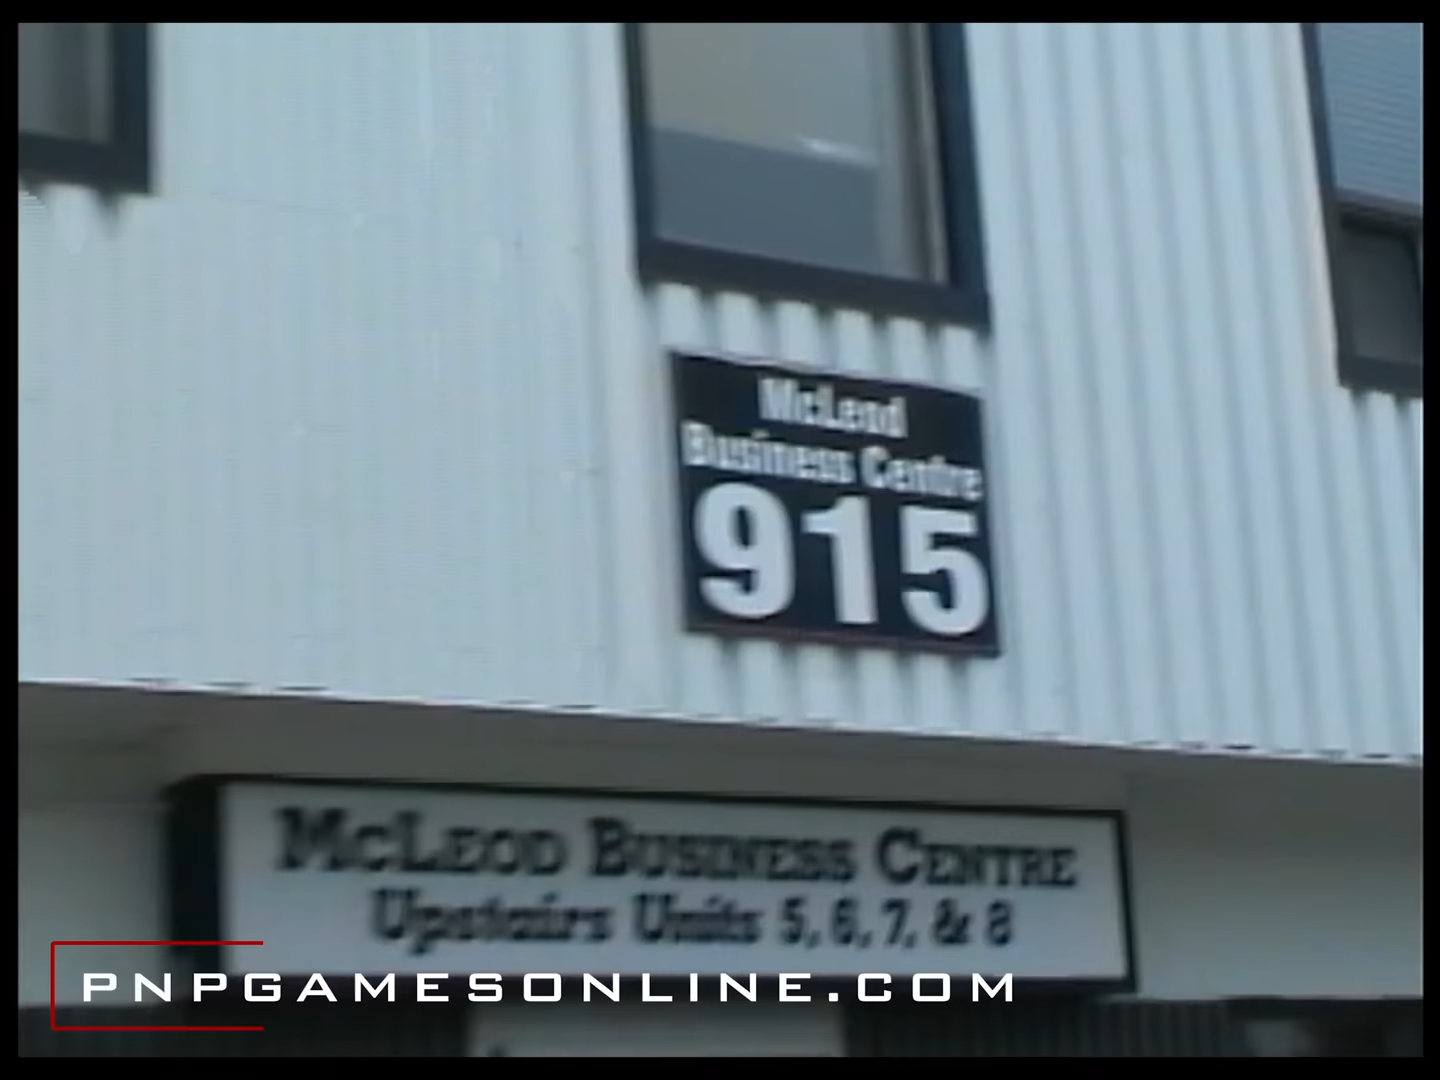 McLeod
Business Centre
915
McLeod Business Centre
Upstairs Units 5, 6, 7, & 8
PNPGAMESONLINE.COM